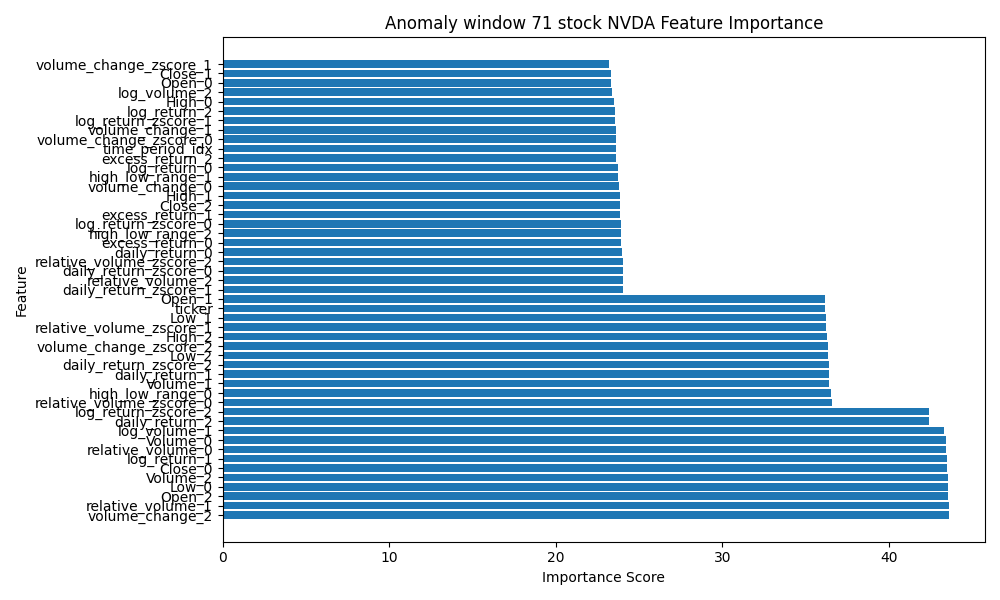 Anomaly window 71 stock NVDA Feature Importance
volume_change_zscore_1
Close_1
Open_0
log_volume_2
High_0
log_return_2
log_return_zscore_1
volume_change_1
volume_change_zscore_0
time_period_idx
excess_return_2
log_return_0
high_low_range_1
volume_change_0
High_1
Close_2
excess_return_1
log_return_zscore_0
high_low_range_2
excess_return_0
daily_return_0
relative_volume_zscore_2
daily_return_zscore_0
relative_volume_2
daily_return_zscore_1
Open_1
ticker
Low_1
relative_volume_zscore_1
High_2
volume_change_zscore_2
Low_2
daily_return_zscore_2
daily_return_1
Volume_1
high_low_range_0
relative_volume_zscore_0
log_return_zscore_2
daily_return_2
log_volume_1
Volume_0
relative_volume_0
log_return_1
Close_0
Volume_2
Low_0
Open_2
relative_volume_1
volume_change_2
Feature
0 10 20 30 40
Importance Score